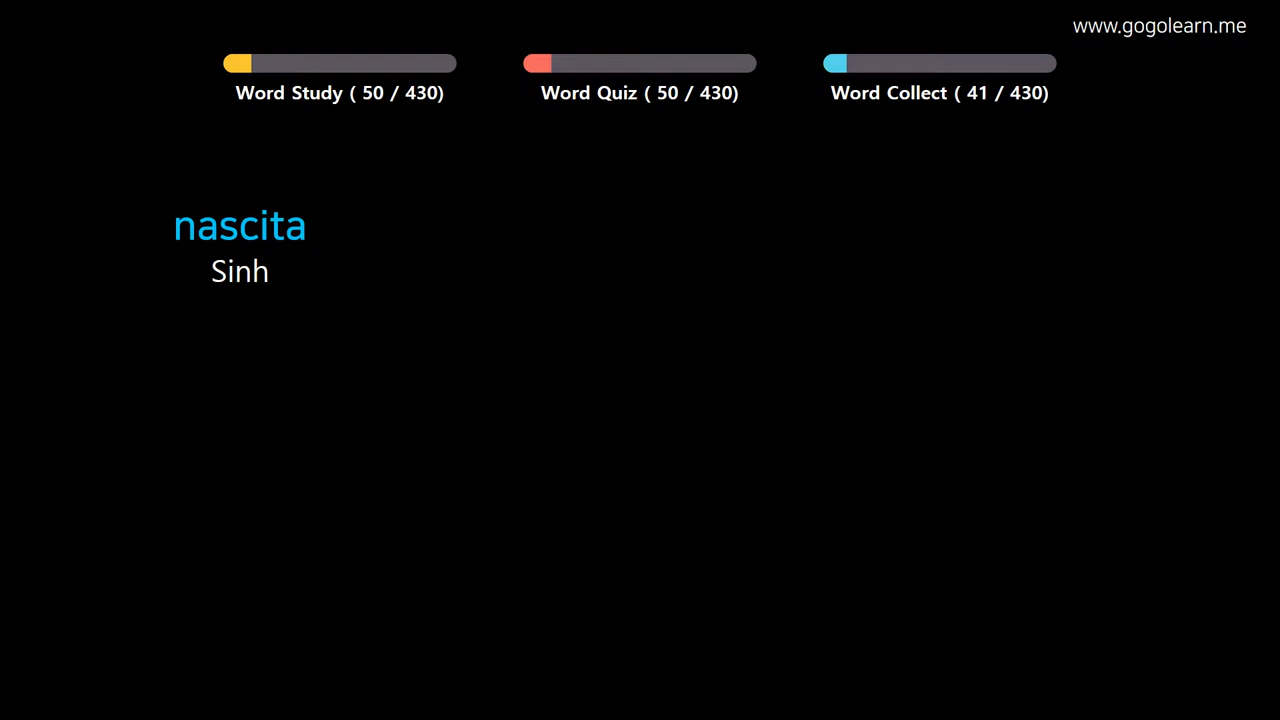 www.gogolearn.me
Word Study ( 50 / 430)
Word Quiz ( 50 / 430)
Word Collect ( 41 / 430)
nascita
Sinh